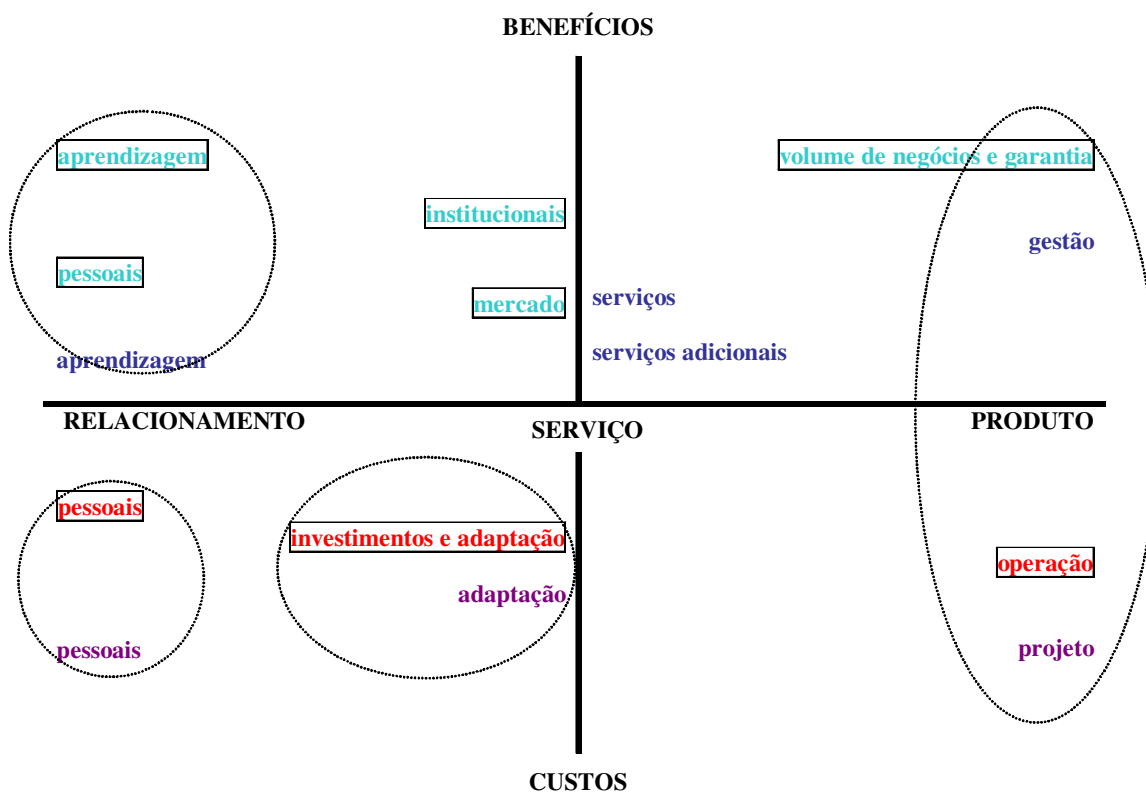 BENEFÍCIOS
aprendizagem
volume de negócios e garantia
institucionais
gestão
pessoais
mercado
serviços
aprendizagem
serviços adicionais
RELACIONAMENTO
SERVIÇO
PRODUTO
pessoais
investimentos e adaptação
operação
adaptação
pessoais
projeto
CUSTOS